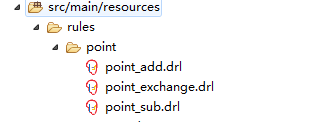 src/main/resources
rules
point
point_add.drl
point_exchange.drl
point_sub.drl